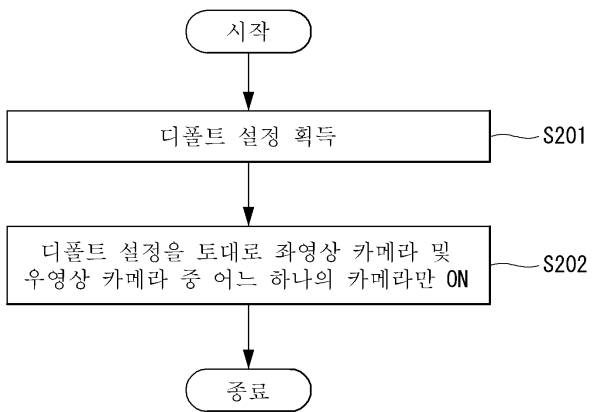 시작
디폴트 설정 획득
S201
디폴트 설정을 토대로 좌영상 카메라 및
우영상 카메라 중 어느 하나의 카메라만 ON
S202
종료